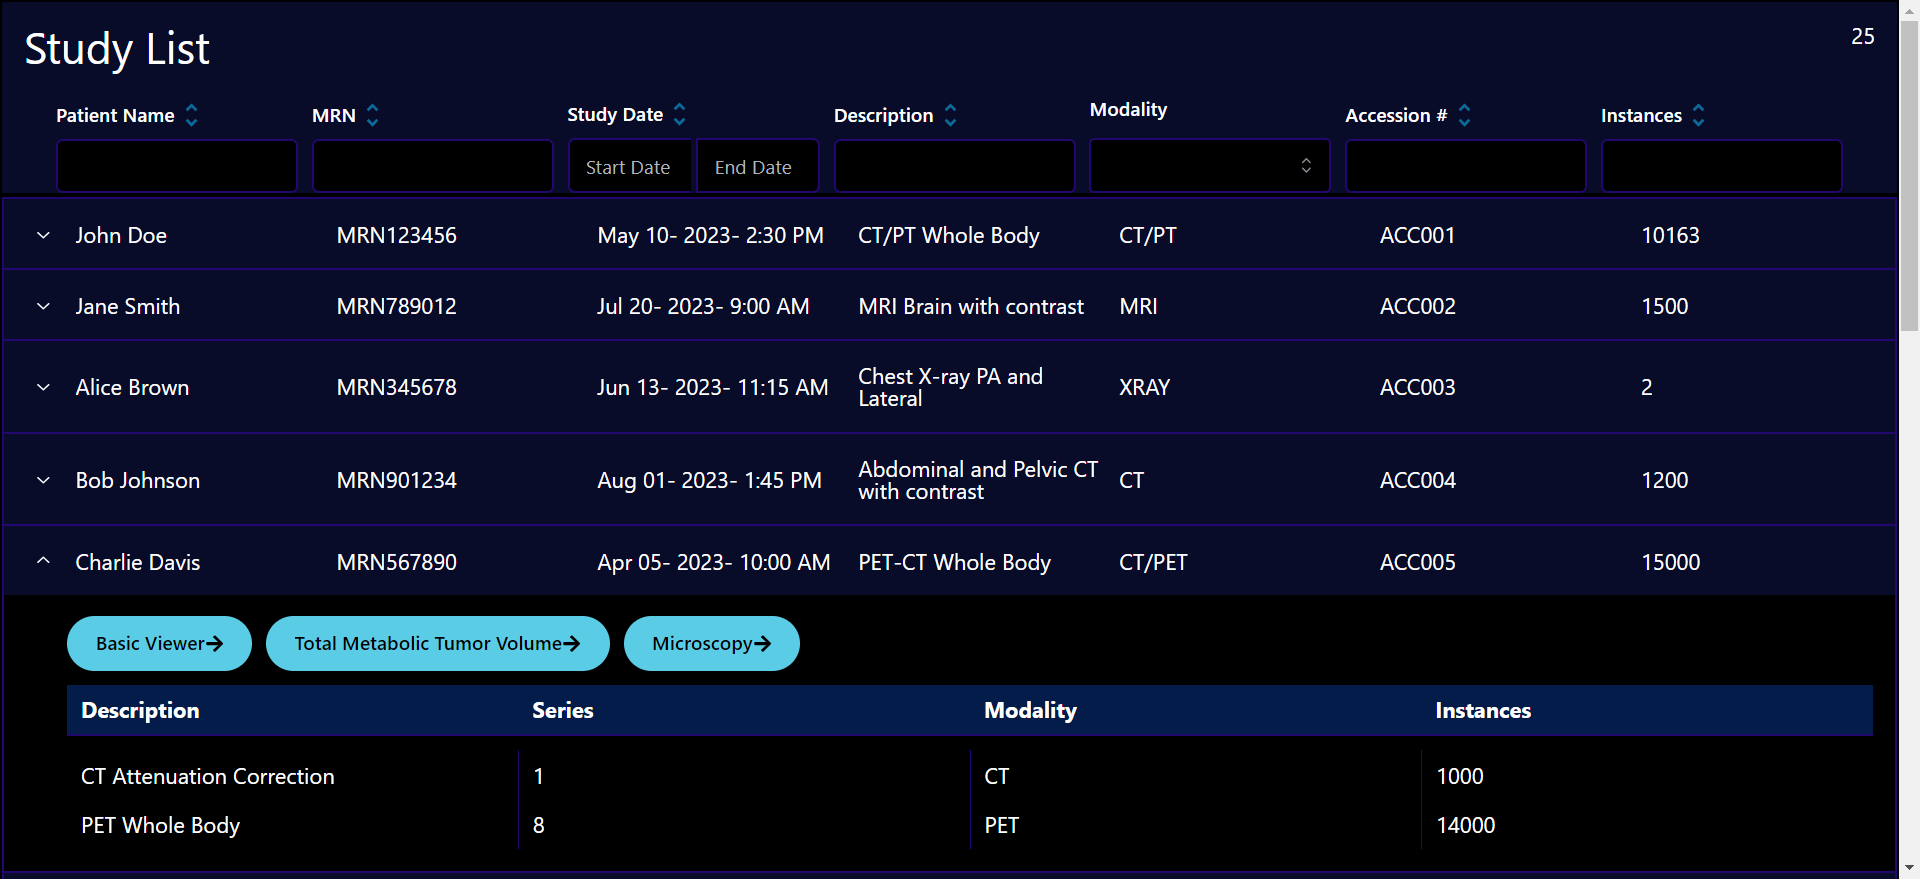 Study List
25
Patient Name
MRN
Study Date
Description
Modality
Accession #
Instances
Start Date
End Date
John Doe
MRN123456
May 10- 2023- 2:30 PM
CT/PT Whole Body
CT/PT
ACC001
10163
Jane Smith
MRN789012
Jul 20- 2023- 9:00 AM
MRI Brain with contrast
MRI
ACC002
1500
Alice Brown
MRN345678
Jun 13- 2023- 11:15 AM
Chest X-ray PA and
Lateral
XRAY
ACC003
2
Bob Johnson
MRN901234
Aug 01- 2023- 1:45 PM
Abdominal and Pelvic CT
with contrast
CT
ACC004
1200
Charlie Davis
MRN567890
Apr 05- 2023- 10:00 AM
PET-CT Whole Body
CT/PET
ACC005
15000
Basic Viewer
Total Metabolic Tumor Volume
Microscopy
Description
Series
Modality
Instances
CT Attenuation Correction
1
CT
1000
PET Whole Body
8
PET
14000